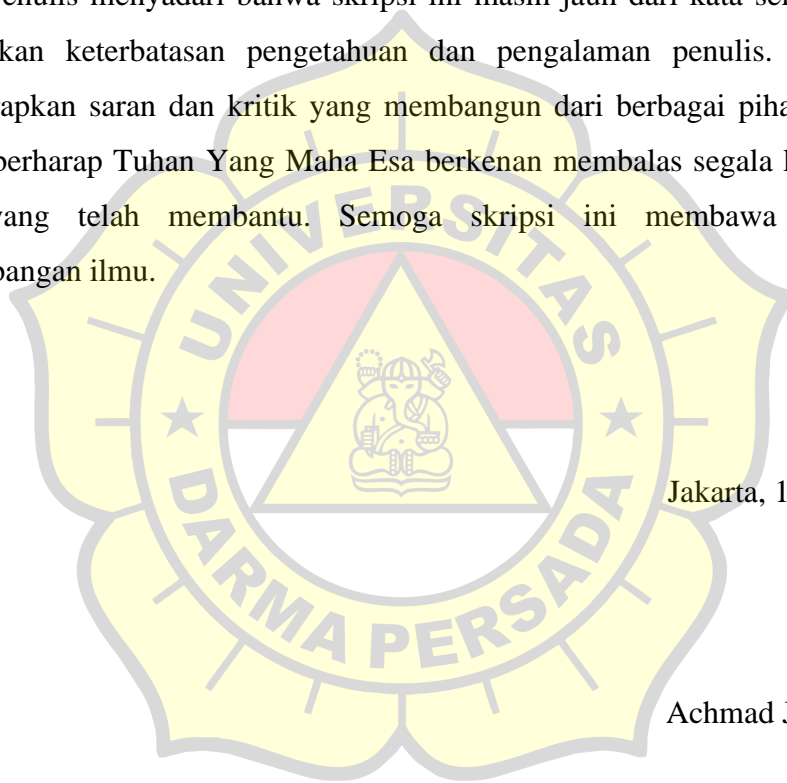 enulis menyadari bahwa skripsi ini masih jauh dari kata se
kan keterbatasan pengetahuan dan pengalaman penulis.
apkan saran dan kritik yang membangun dari berbagai piha
berharap Tuhan Yang Maha Esa berkenan membalas segala
yang telah membantu. Semoga skripsi ini membawa
bangan ilmu.
UNIVERSITAS
DARMA PERSADA
Jakarta, 1
Achmad J